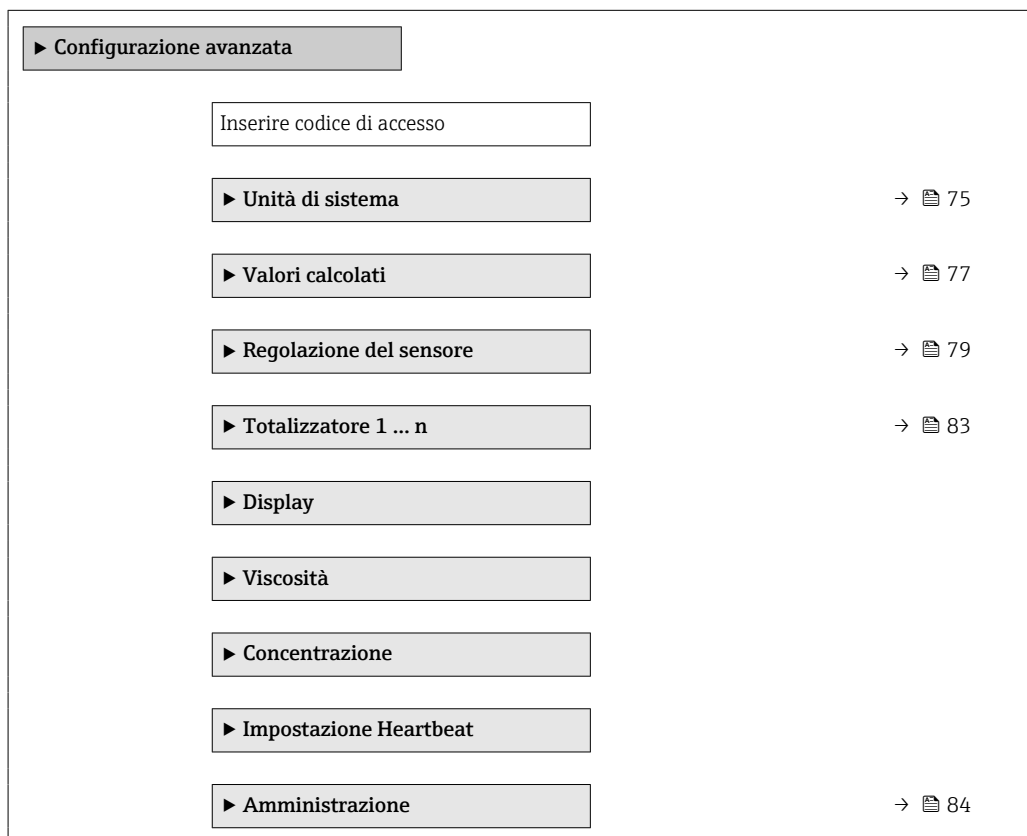 ▶ Configurazione avanzata
Inserire codice di accesso
▶ Unità di sistema → 75
▶ Valori calcolati → 77
▶ Regolazione del sensore → 79
▶ Totalizzatore 1 … n → 83
▶ Display
▶ Viscosità
▶ Concentrazione
▶ Impostazione Heartbeat
▶ Amministrazione → 84